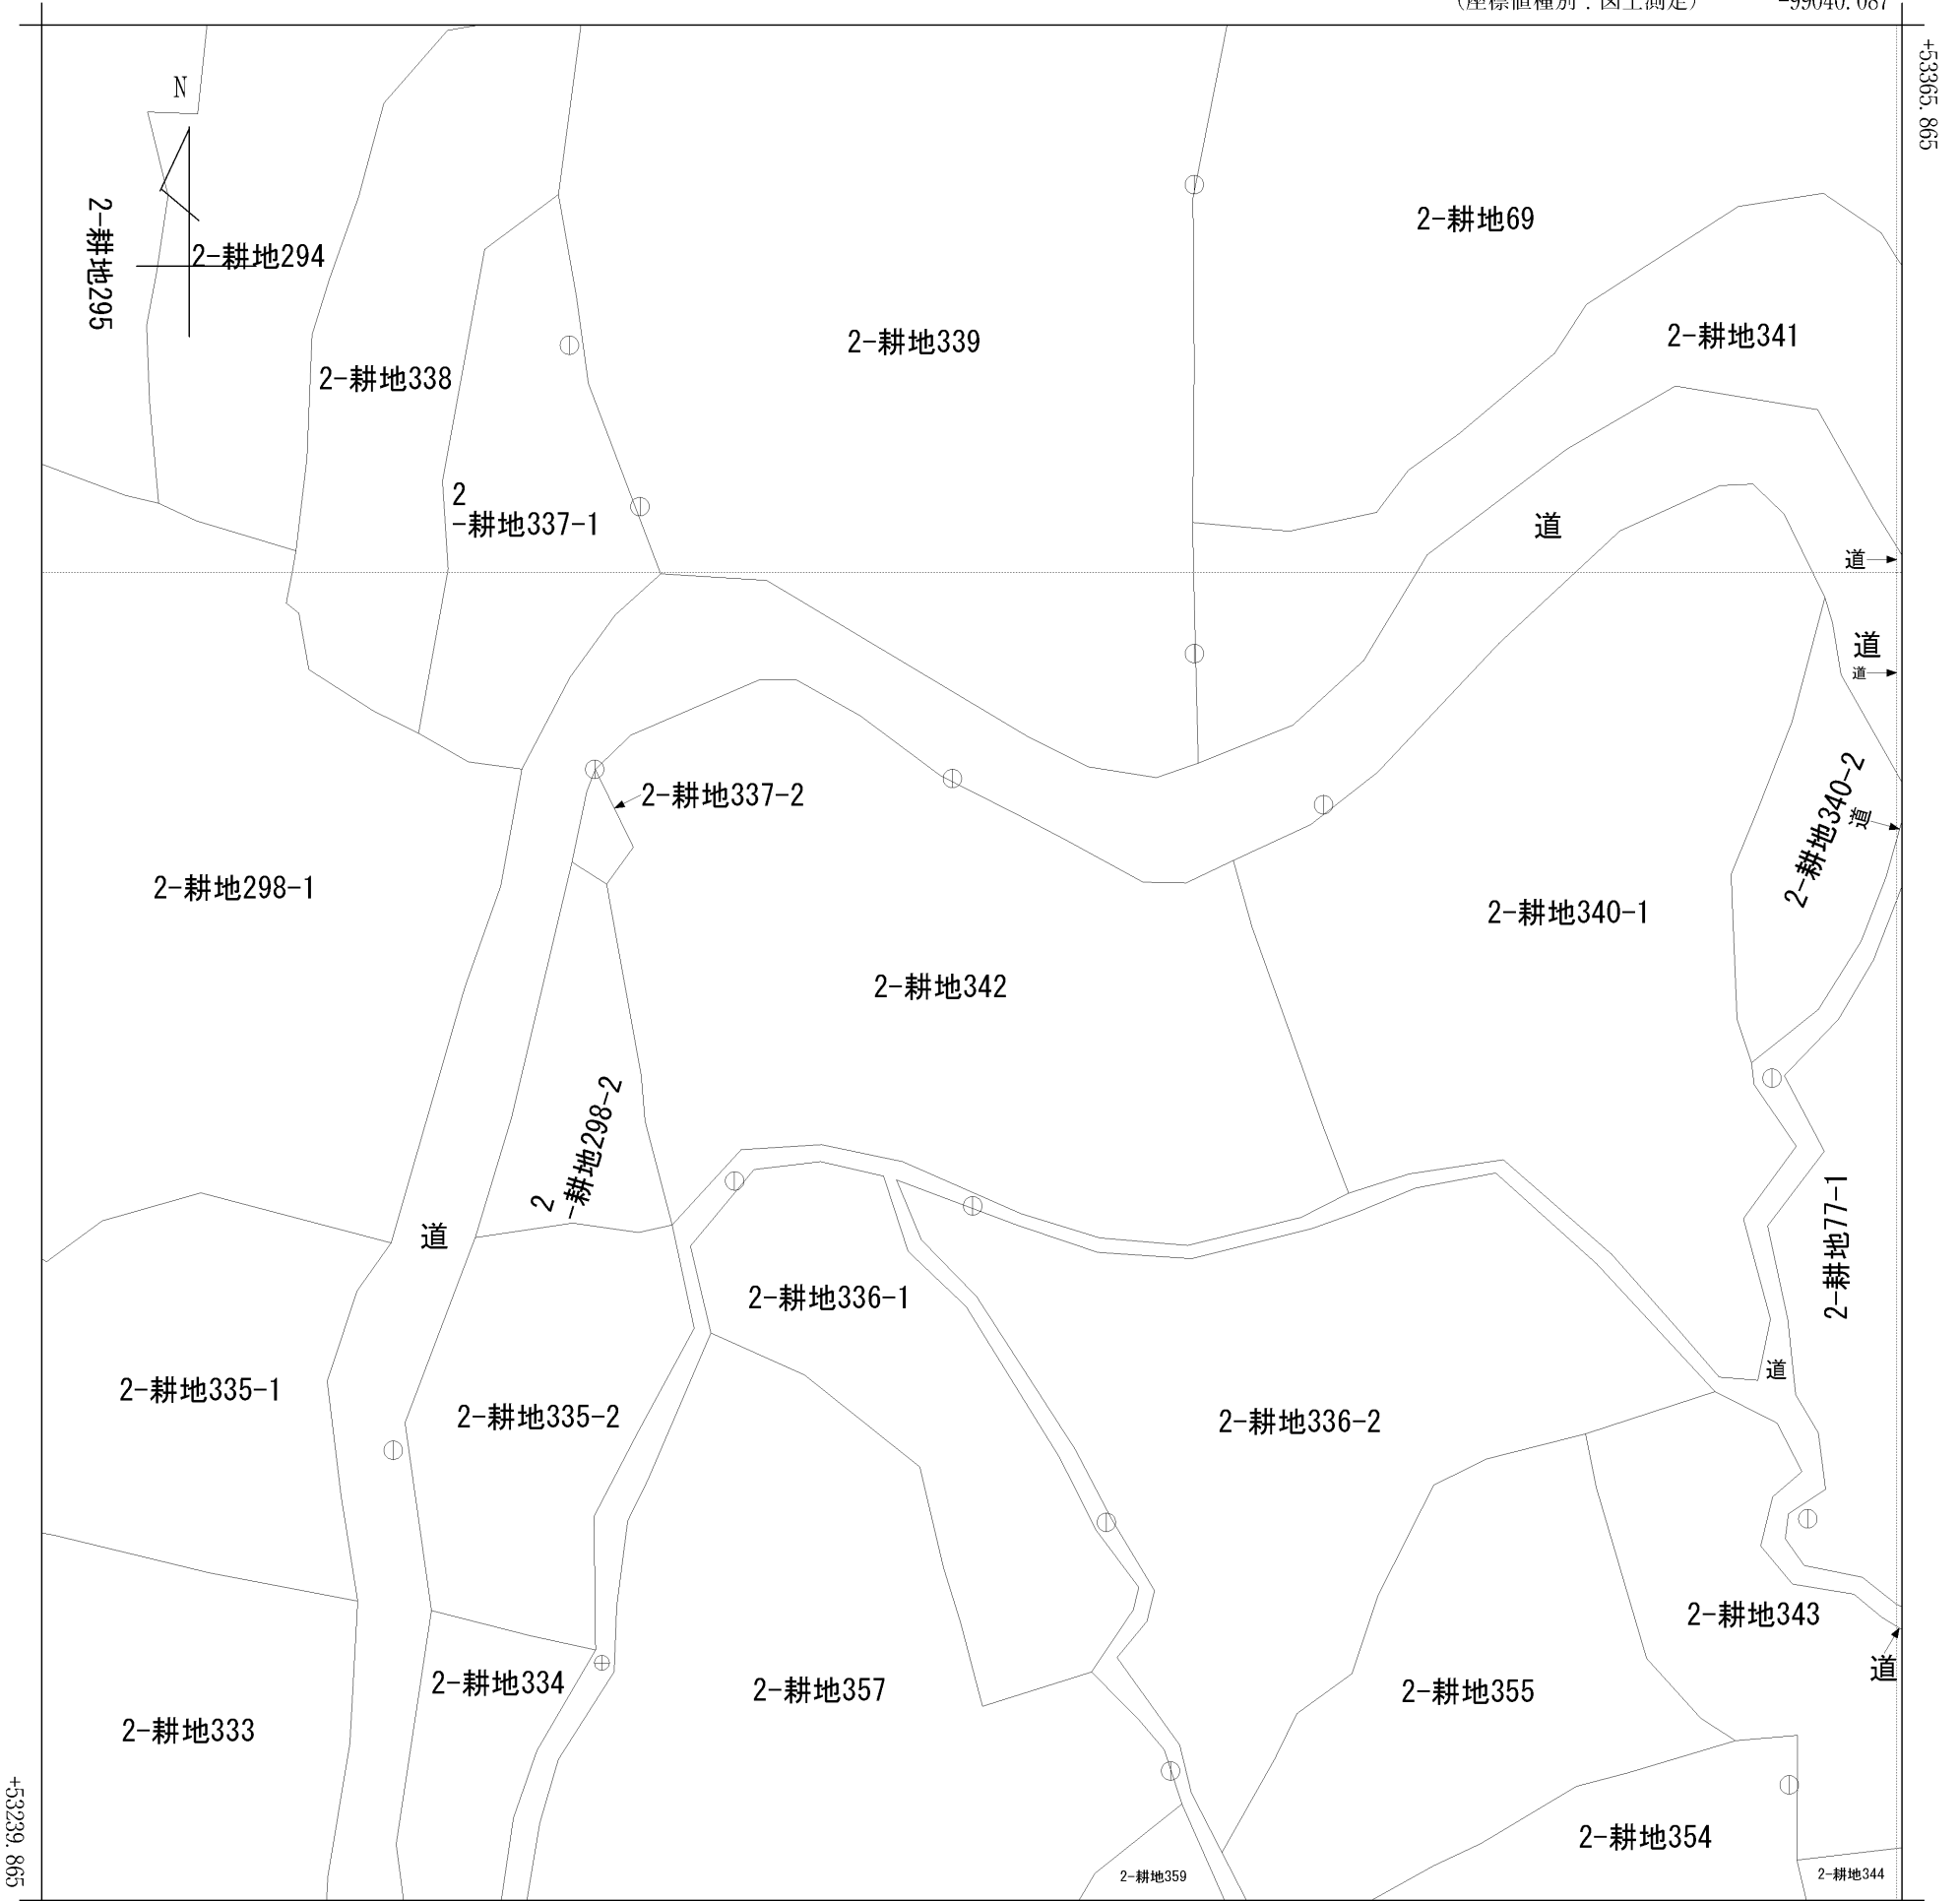 (座標値種別：図上測定) -99040.087
+53365.865
N
2-耕地295
2-耕地294
2-耕地69
2-耕地339
2-耕地341
2-耕地338
2
-耕地337-1
道
道
道
道
2-耕地337-2
2-耕地340-2
道
2-耕地298-1
2-耕地340-1
2-耕地342
2
-耕地298-2
道
2-耕地77-1
2-耕地336-1
道
2-耕地335-1
2-耕地335-2
2-耕地336-2
2-耕地343
道
2-耕地334
2-耕地357
2-耕地355
2-耕地333
2-耕地354
2-耕地359
2-耕地344
+53239.865